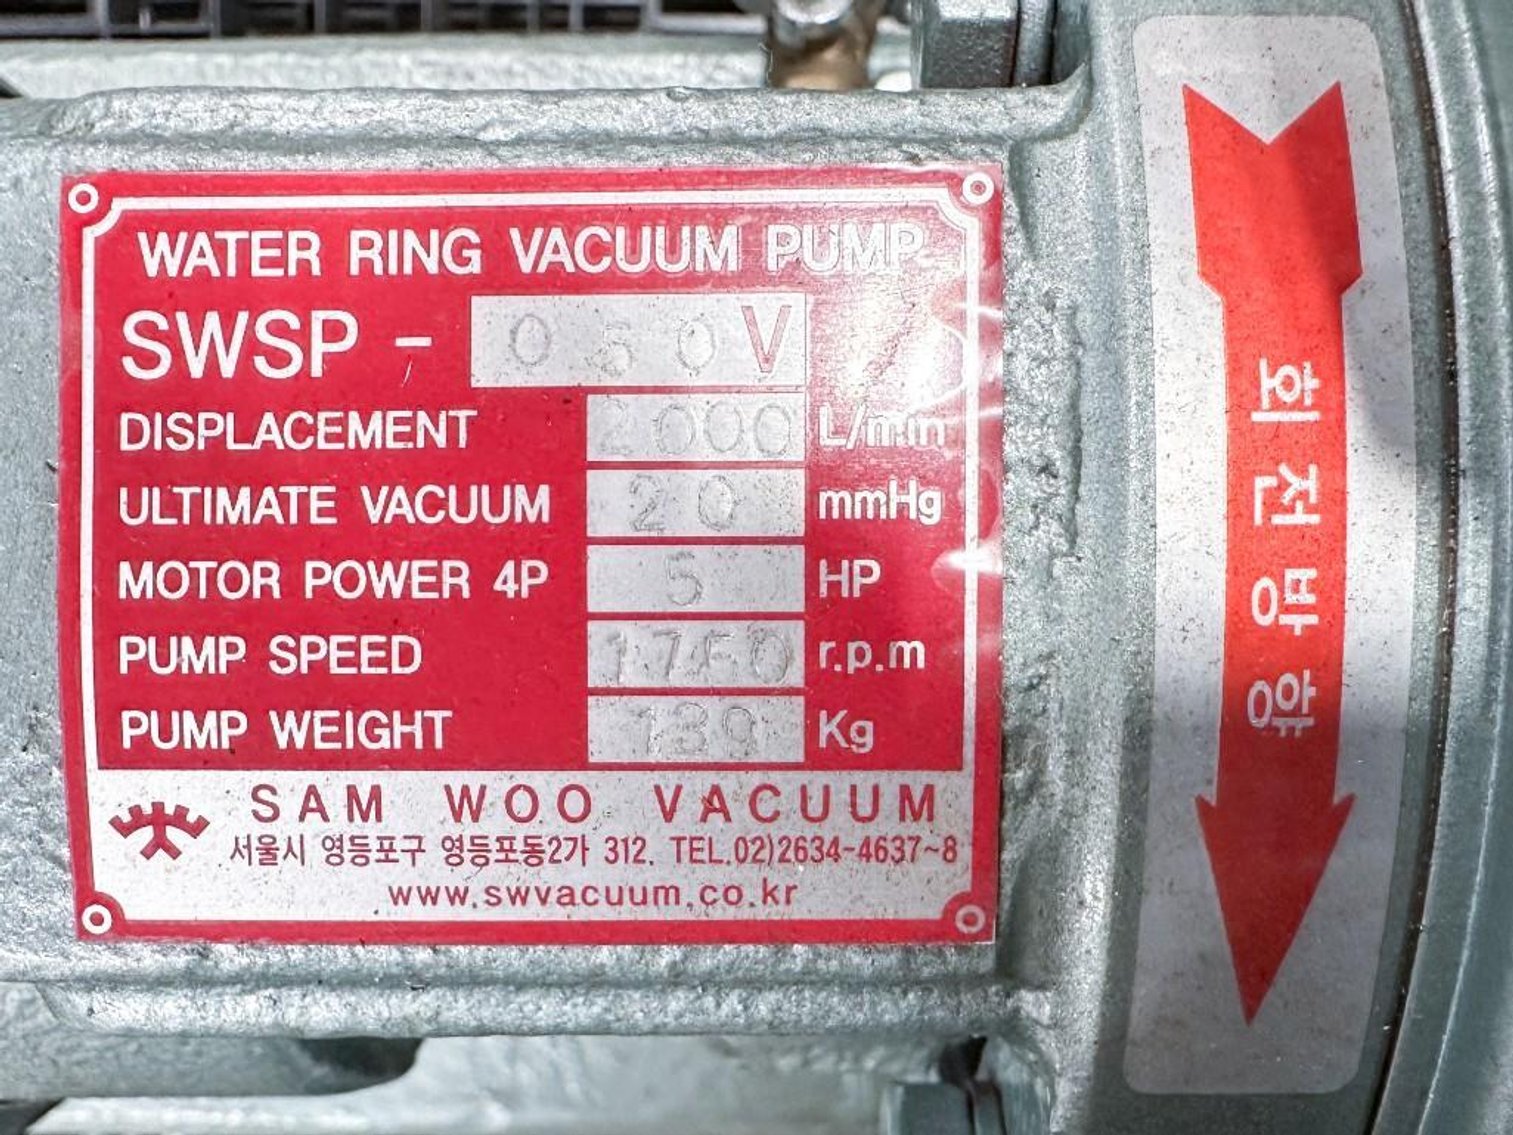 WATER RING VACUUM PUMP
SWSP - 050V
DISPLACEMENT 2000 L/min
ULTIMATE VACUUM 20 mmHg
MOTOR POWER 4P 5 HP
PUMP SPEED 1750 r.p.m
PUMP WEIGHT 139 Kg
SAM WOO VACUUM
서울시 영등포구 영등포동2가 312. TEL.02)2634-4637~8
www.swvacuum.co.kr
회전방향